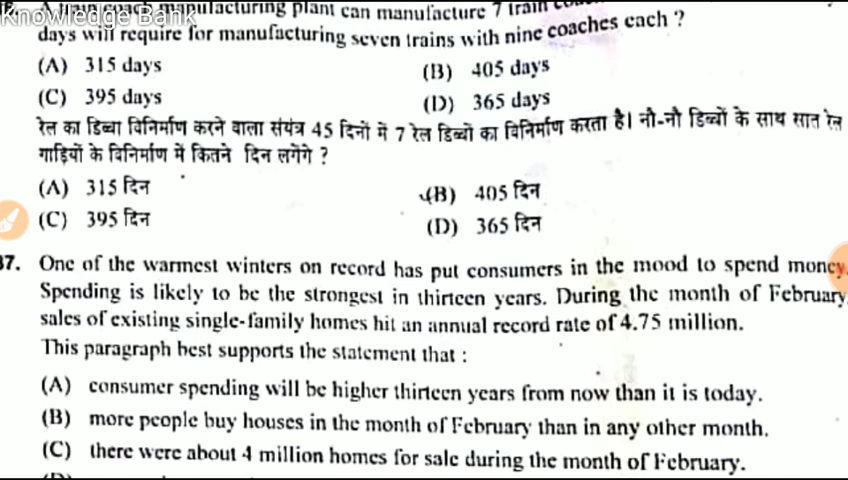 Knowledge Bank
manufacturing plant can manufacture 7 train
days will require for manufacturing seven trains with nine coaches each ?
(A) 315 days
(B) 405 days
(C) 395 days
(D) 365 days
रेल का डिब्बा विनिर्माण करने वाला संयंत्र 45 दिनों में 7 रेल डिब्बों का विनिर्माण करता है। नौ-नौ डिब्बों के साथ सात रेल
गाड़ियों के विनिर्माण में कितने दिन लगेंगे ?
(A) 315 दिन
(B) 405 दिन
(C) 395 दिन
(D) 365 दिन
37. One of the warmest winters on record has put consumers in the mood to spend money.
Spending is likely to be the strongest in thirteen years. During the month of February
sales of existing single-family homes hit an annual record rate of 4.75 million.
This paragraph best supports the statement that :
(A) consumer spending will be higher thirteen years from now than it is today.
(B) more people buy houses in the month of February than in any other month.
(C) there were about 4 million homes for sale during the month of February.